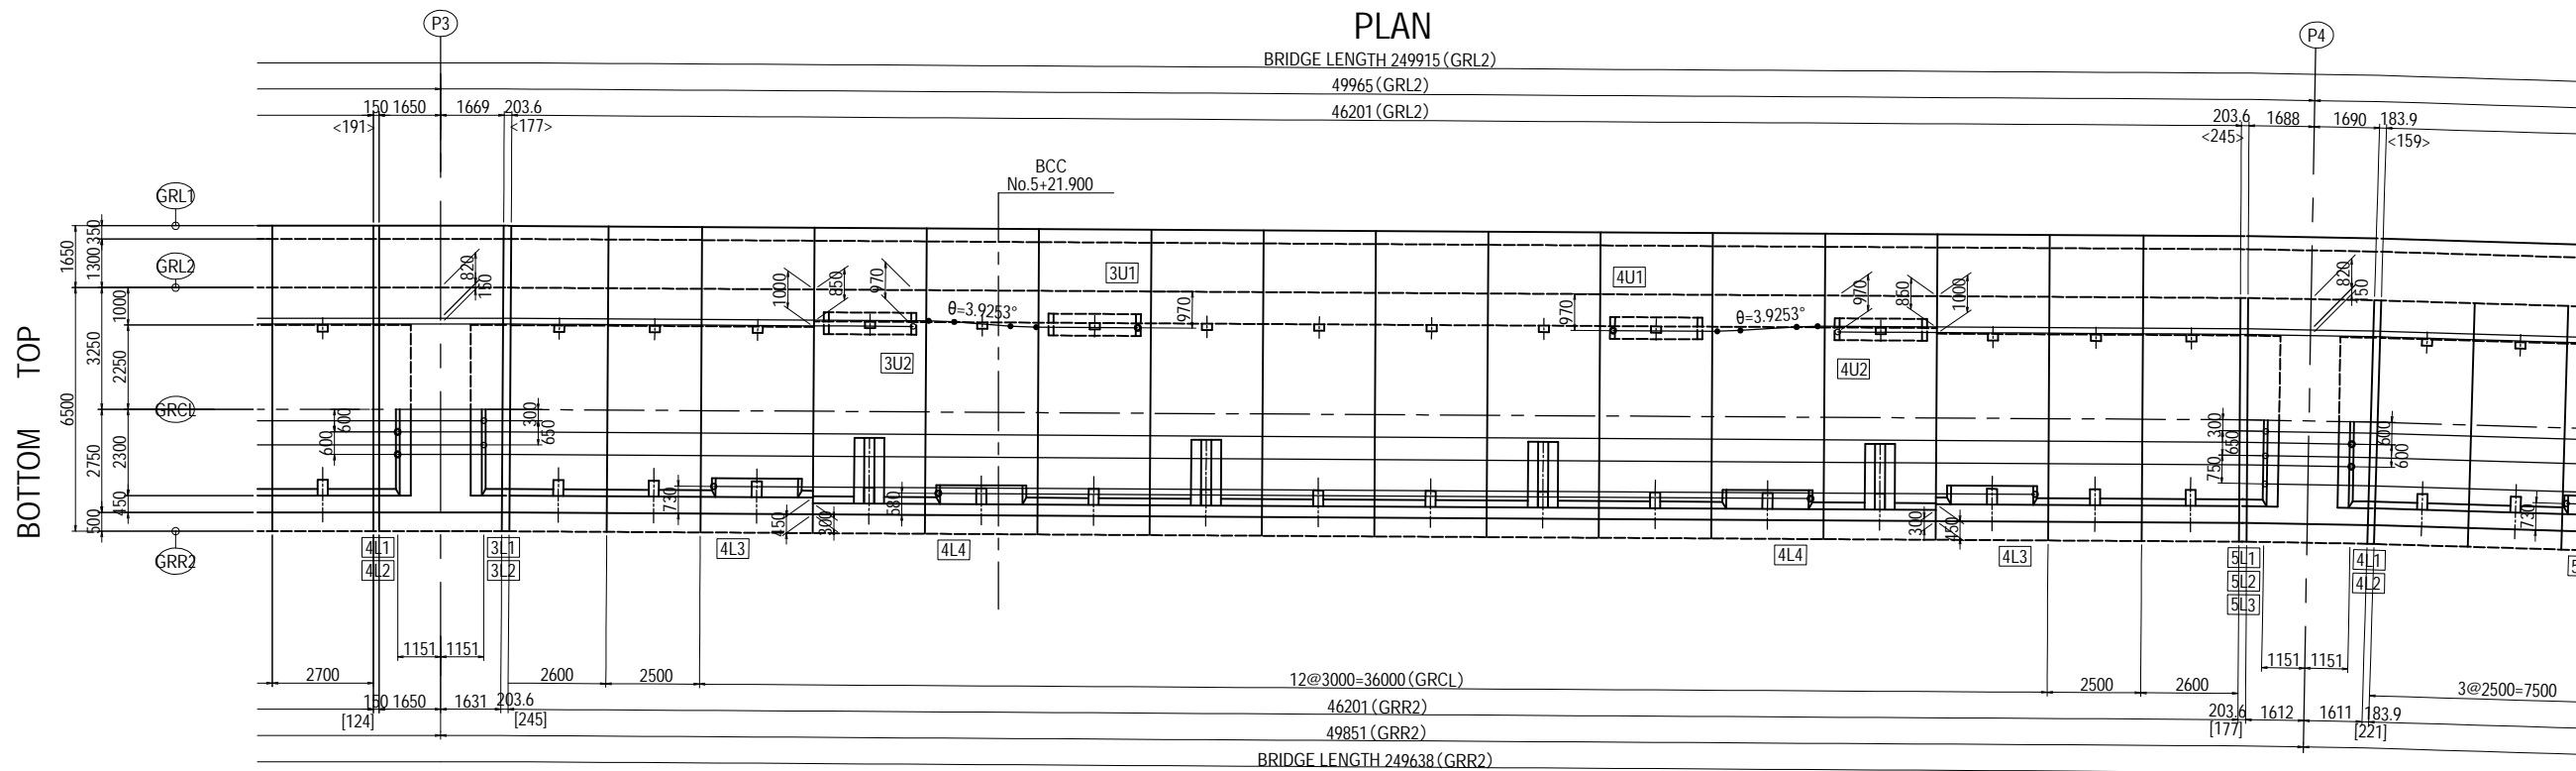 PLAN
P3
P4
BRIDGE LENGTH 249915(GRL2)
49965(GRL2)
46201(GRL2)
150 1650 1669 203.6
<191> <177>
203.6 1688 1690 183.9
<245> <159>
BCC
No.5+21.900
GRL1
GRL2
GRCL
GRR2
TOP
BOTTOM
1650
6500
350
1300
3250
2750
500
1000
2250
2300
450
820
150
1000
850
970
θ=3.9253°
3U1
3U2
970
970
4U1
θ=3.9253°
4U2
970
850
1000
820
150
600
600
300
650
730
450
300
580
300
650
750
300
450
600
600
730
4L1
4L2
3L1
3L2
4L3
4L4
4L4
4L3
5L1
5L2
5L3
4L1
4L2
1151 1151
1151 1151
2700 2600 2500 12@3000=36000(GRCL) 2500 2600 3@2500=7500
150 1650 1631 203.6
[124] [245]
46201(GRR2)
203.6 1612 1611 183.9
[177] [221]
49851(GRR2)
BRIDGE LENGTH 249638(GRR2)